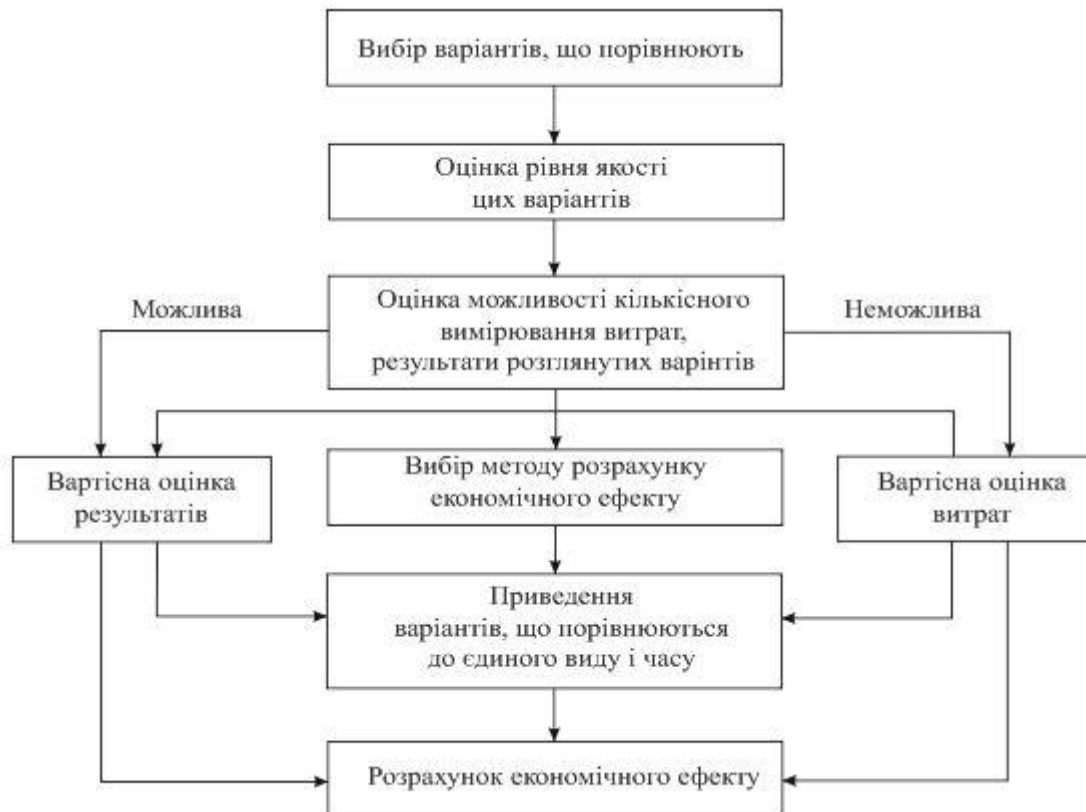 Вибір варіантів, що порівнюють
Оцінка рівня якості
цих варіантів
Можлива
Оцінка можливості кількісного
вимірювання витрат,
результати розглянутих варінтів
Неможлива
Вартісна оцінка
результатів
Вибір методу розрахунку
економічного ефекту
Вартісна оцінка
витрат
Приведення
варіантів, що порівнюються
до єдиного виду і часу
Розрахунок економічного ефекту